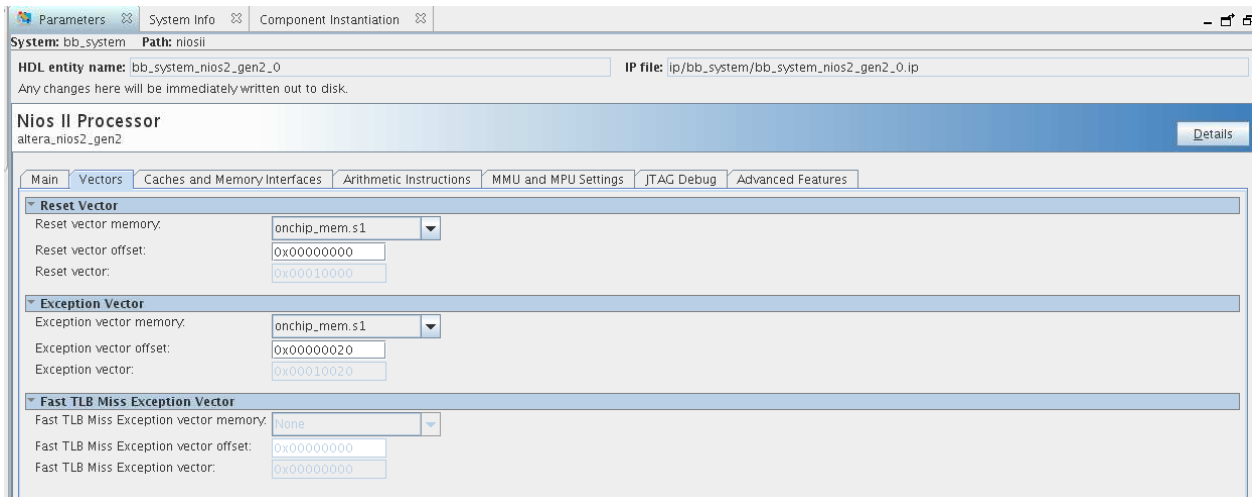 Parameters System Info Component Instantiation
System: bb_system Path: niosii
HDL entity name: bb_system_nios2_gen2_0 IP file: ip/bb_system/bb_system_nios2_gen2_0.ip
Any changes here will be immediately written out to disk.
Nios II Processor
altera_nios2_gen2
Details
Main Vectors Caches and Memory Interfaces Arithmetic Instructions MMU and MPU Settings JTAG Debug Advanced Features
Reset Vector
Reset vector memory: onchip_mem.s1
Reset vector offset: 0x00000000
Reset vector: 0x00010000
Exception Vector
Exception vector memory: onchip_mem.s1
Exception vector offset: 0x00000020
Exception vector: 0x00010020
Fast TLB Miss Exception Vector
Fast TLB Miss Exception vector memory: None
Fast TLB Miss Exception vector offset: 0x00000000
Fast TLB Miss Exception vector: 0x00000000